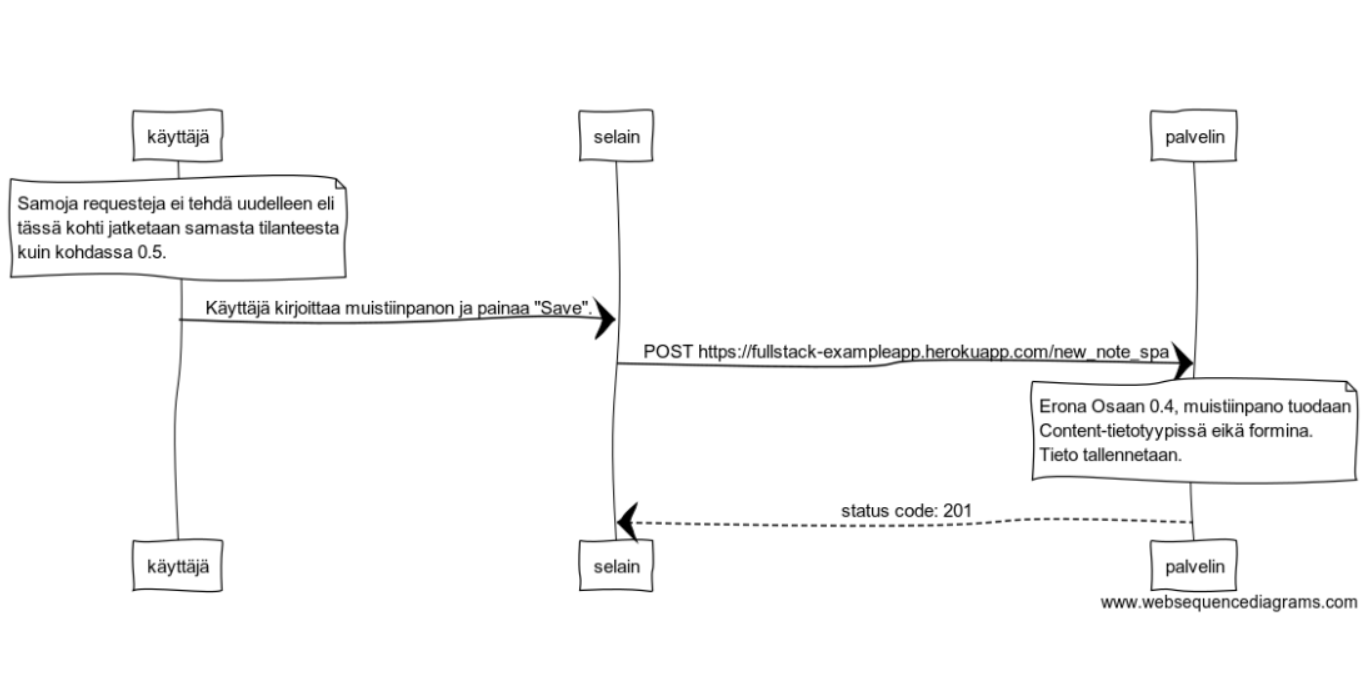 käyttäjä
selain
palvelin
Samoja requesteja ei tehdä uudelleen eli
tässä kohti jatketaan samasta tilanteesta
kuin kohdassa 0.5.
Käyttäjä kirjoittaa muistiinpanon ja painaa "Save".
POST https://fullstack-exampleapp.herokuapp.com/new_note_spa
Erona Osaan 0.4, muistiinpano tuodaan
Content-tietotyypissä eikä formina.
Tieto tallennetaan.
status code: 201
käyttäjä
selain
palvelin
www.websequencediagrams.com